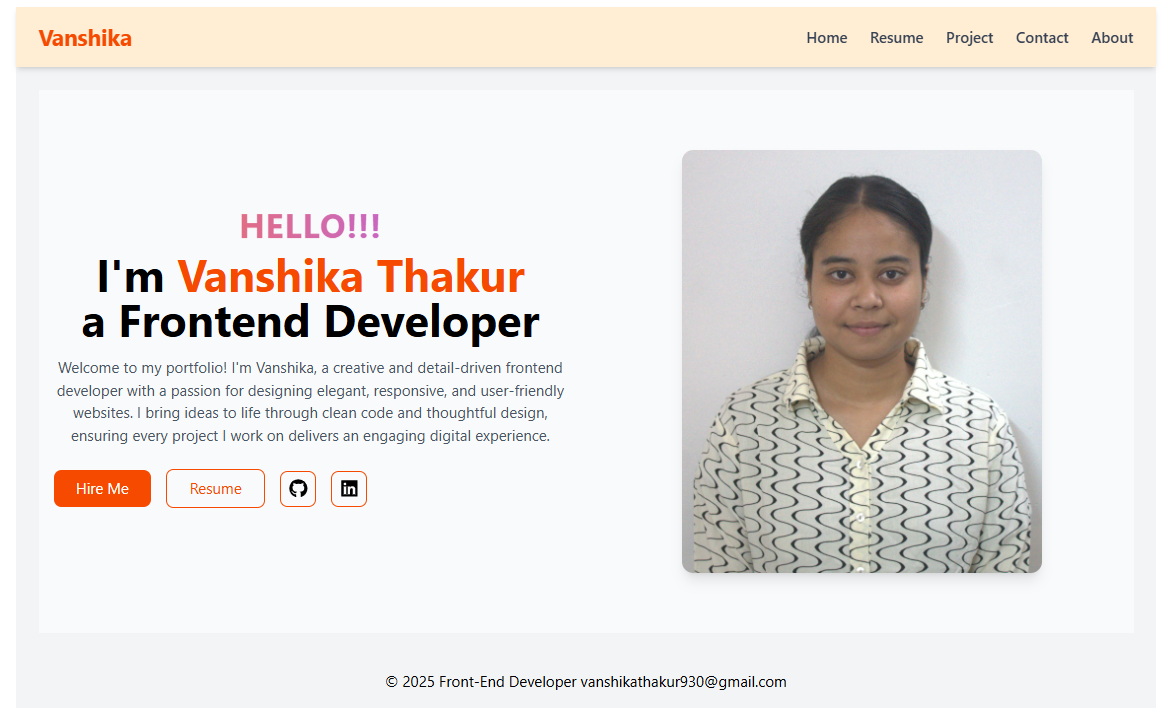 Vanshika
Home Resume Project Contact About
HELLO!!!
I'm Vanshika Thakur
a Frontend Developer
Welcome to my portfolio! I'm Vanshika, a creative and detail-driven frontend
developer with a passion for designing elegant, responsive, and user-friendly
websites. I bring ideas to life through clean code and thoughtful design,
ensuring every project I work on delivers an engaging digital experience.
Hire Me Resume in
© 2025 Front-End Developer vanshikathakur930@gmail.com